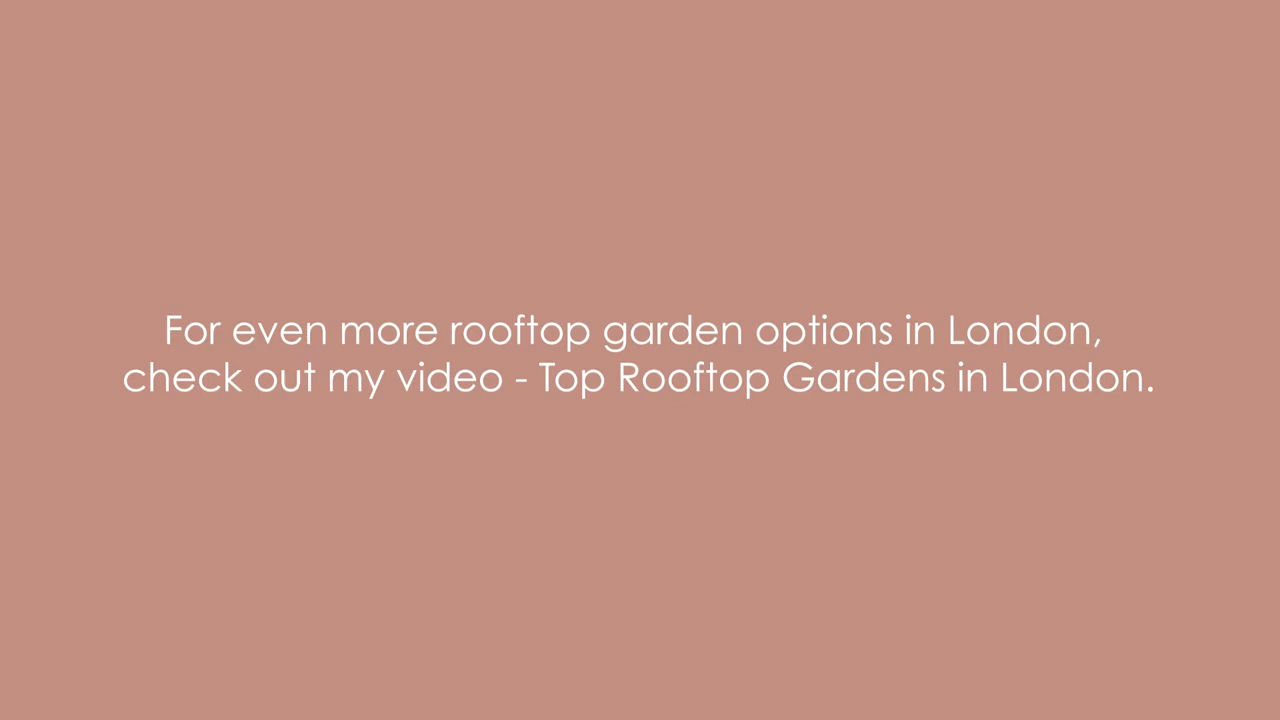 For even more rooftop garden options in London,
check out my video - Top Rooftop Gardens in London.